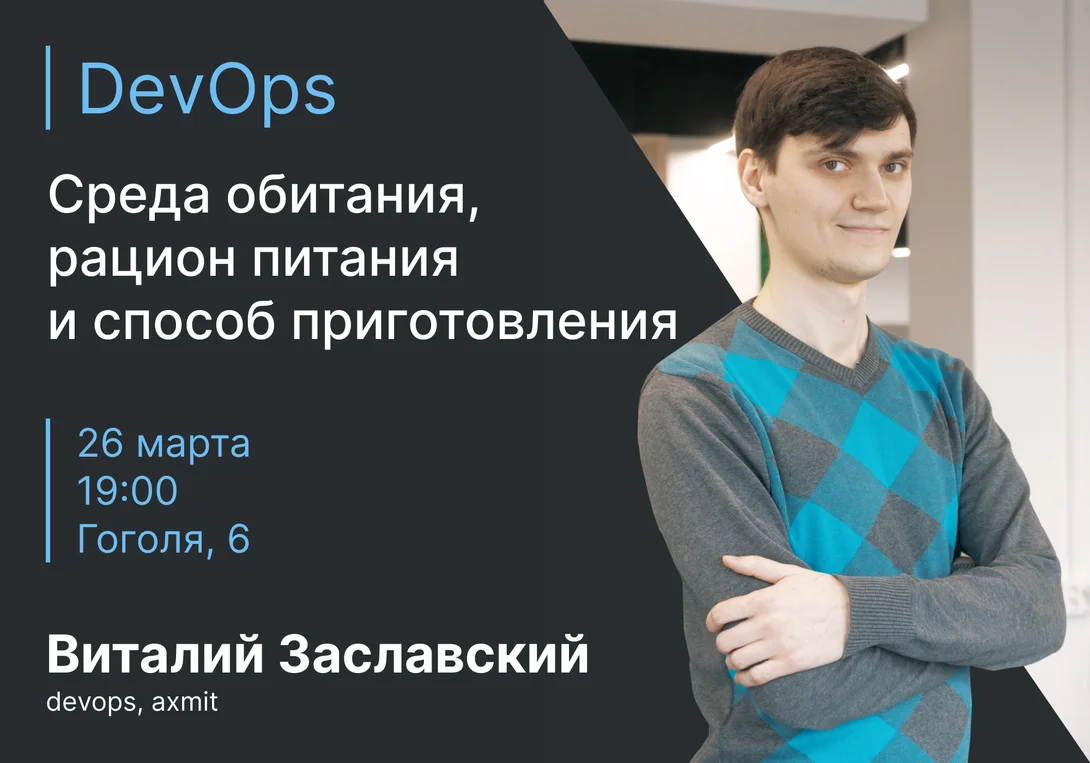 DevOps
Среда обитания,
рацион питания
и способ приготовления
26 марта
19:00
Гоголя, 6
Виталий Заславский
devops, axmit